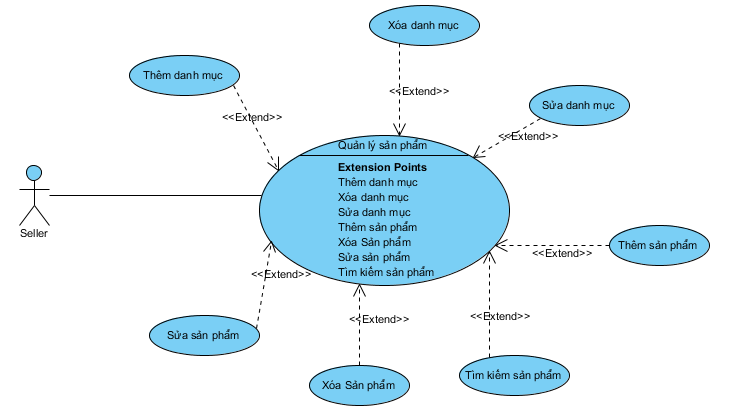 Xóa danh mục
Thêm danh mục
<<Extend>>
<<Extend>>
Sửa danh mục
<<Extend>>
Quản lý sản phẩm
Extension Points
Thêm danh mục
Xóa danh mục
Sửa danh mục
Thêm sản phẩm
Xóa Sản phẩm
Sửa sản phẩm
Tìm kiếm sản phẩm
Seller
Thêm sản phẩm
<<Extend>>
<<Extend>>
<<Extend>>
<<Extend>>
Sửa sản phẩm
Xóa Sản phẩm
Tìm kiếm sản phẩm